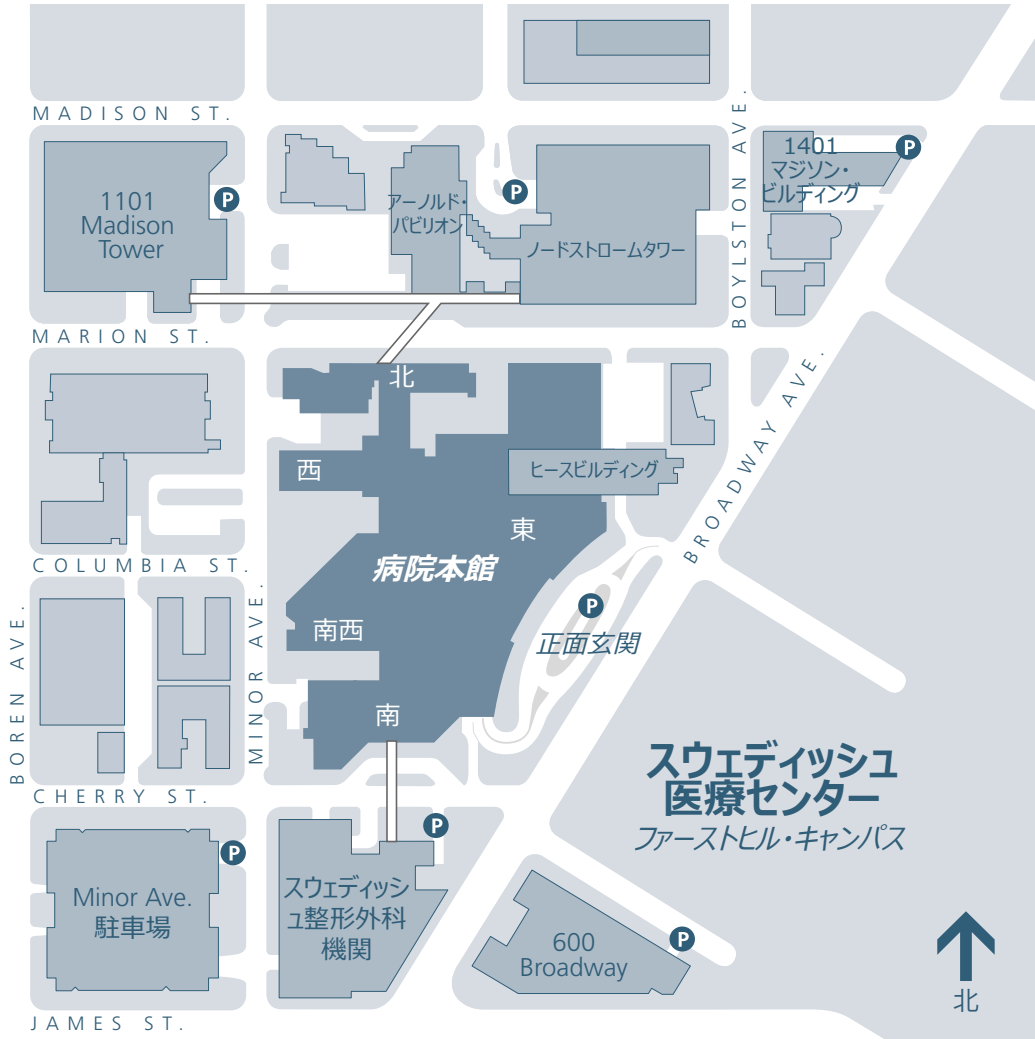 MADISON ST.
1101
Madison
Tower
P
アーノルド・
パビリオン
P
ノードストロームタワー
BOYLSTON AVE.
1401
マジソン・
ビルディング
P
MARION ST.
北
西
ヒースビルディング
東
病院本館
BROADWAY AVE.
COLUMBIA ST.
P
正面玄関
南西
BOREN AVE.
MINOR AVE.
南
スウェディッシュ
医療センター
ファーストヒル・キャンパス
CHERRY ST.
P
P
Minor Ave.
駐車場
スウェディッシ
ュ整形外科
機関
600
Broadway
P
北
JAMES ST.